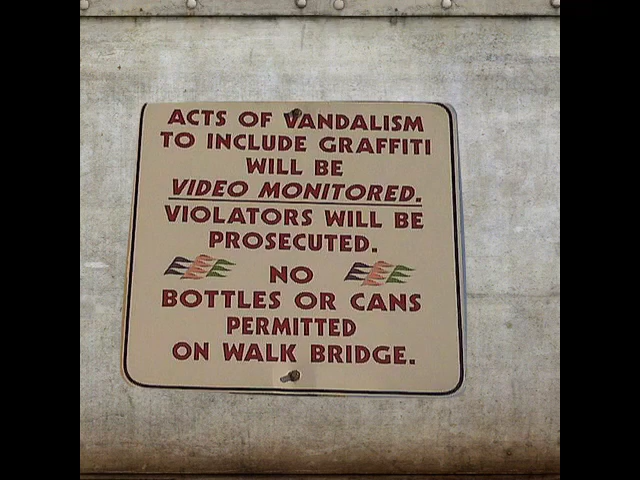 ACTS OF VANDALISM
TO INCLUDE GRAFFITI
WILL BE
VIDEO MONITORED.
VIOLATORS WILL BE
PROSECUTED.
NO
BOTTLES OR CANS
PERMITTED
ON WALK BRIDGE.